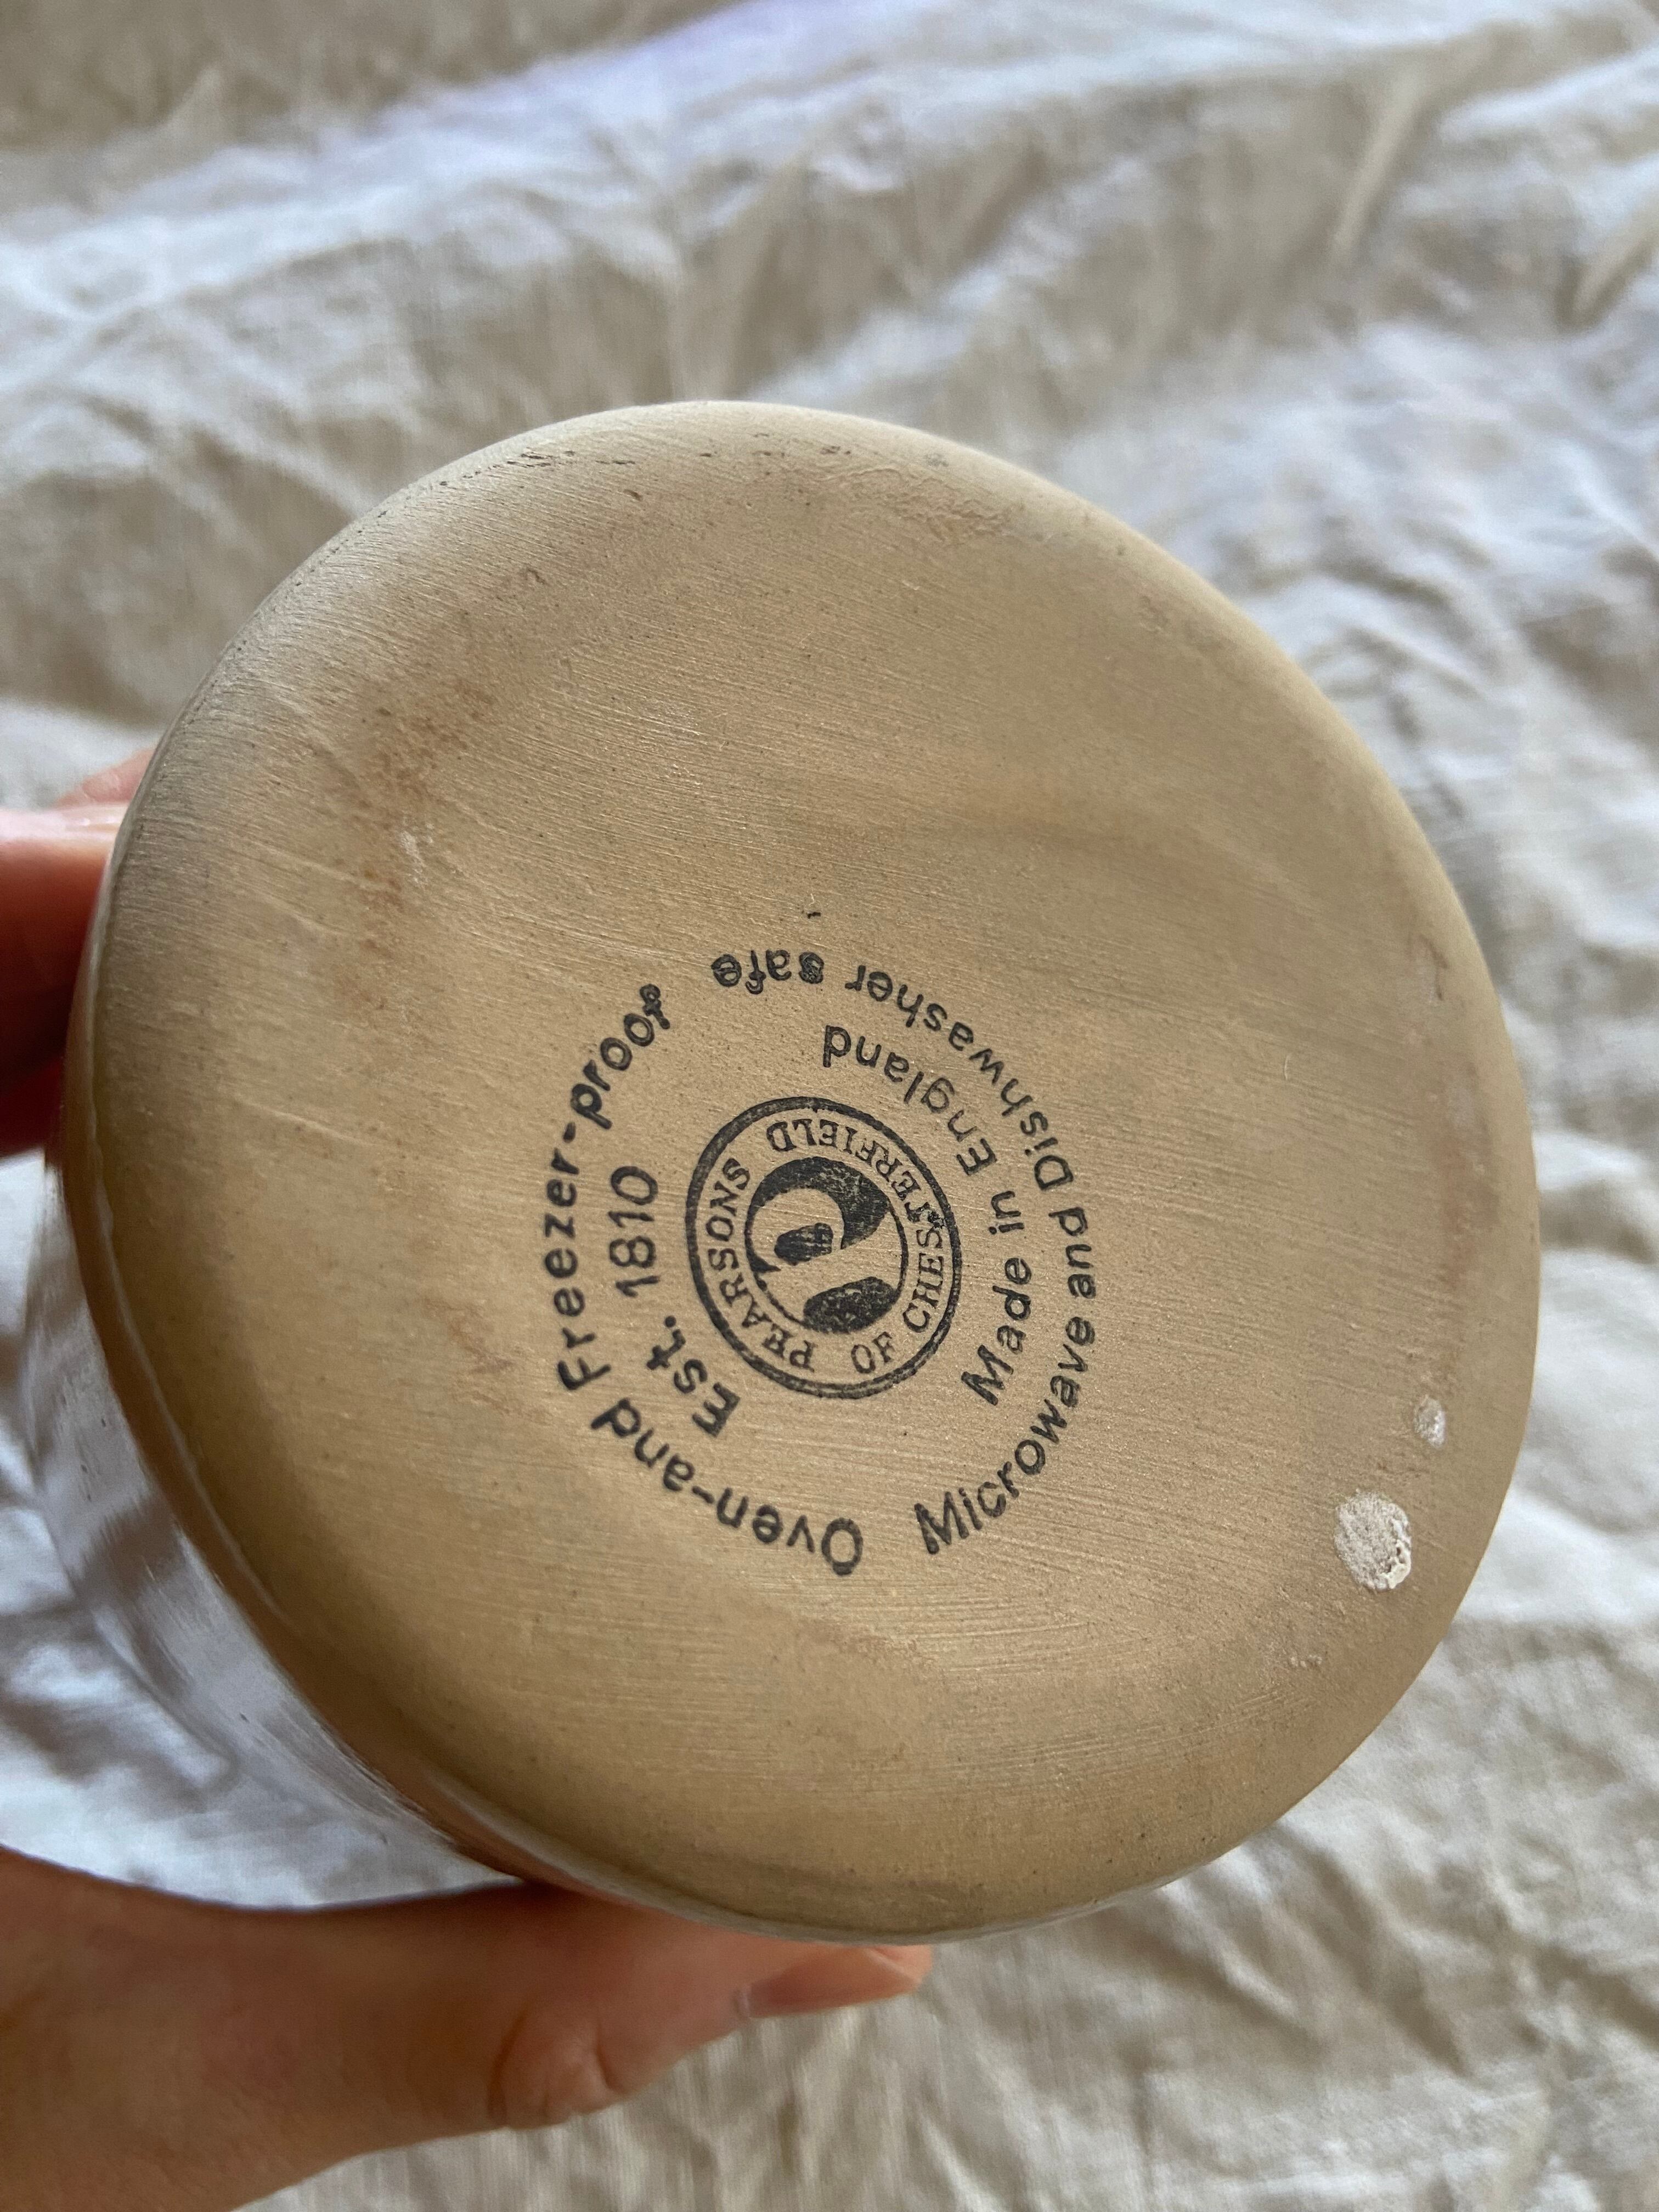 Oven-and Freezer-proof
Est. 1810
PEARSONS
OF CHESTERFIELD
Made in England
Microwave and Dishwasher safe